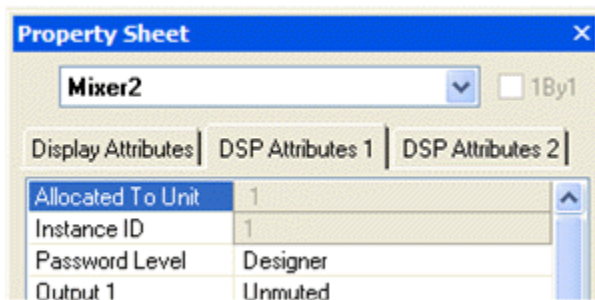 Property Sheet
Mixer2 1By1
Display Attributes DSP Attributes 1 DSP Attributes 2
Allocated To Unit 1
Instance ID 1
Password Level Designer
Output 1 Unmuted